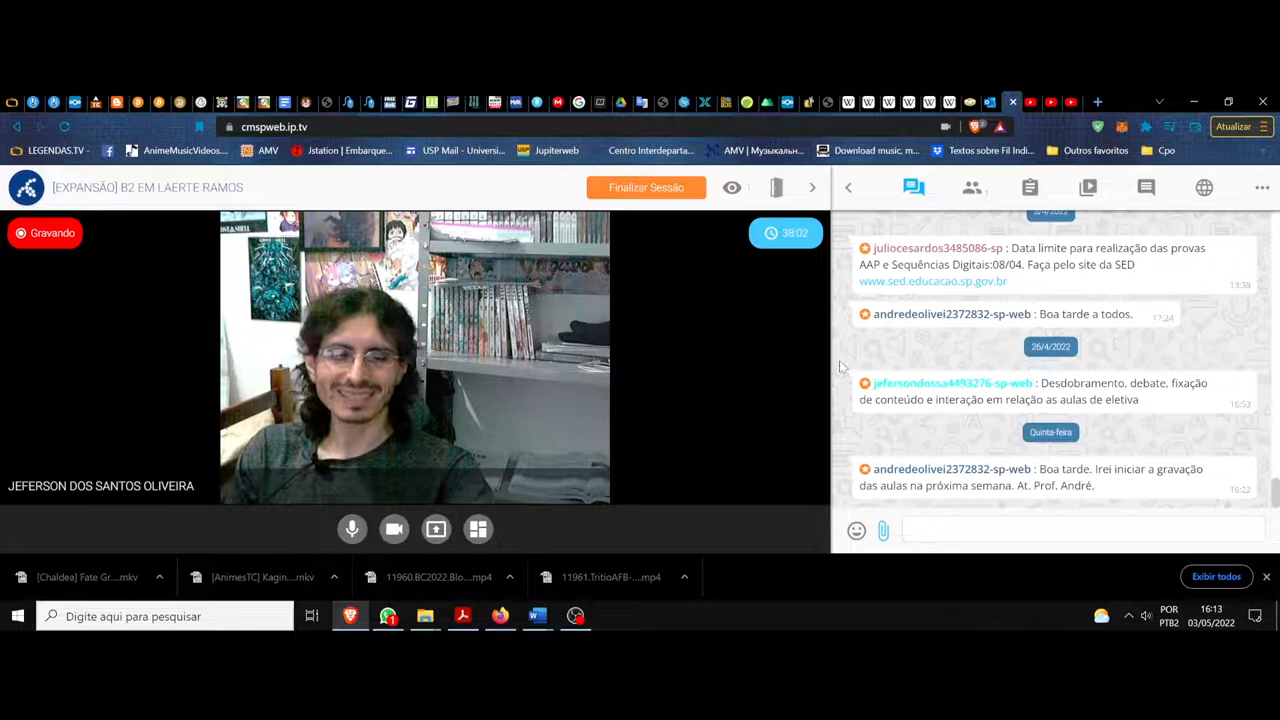 cmspweb.ip.tv
2
Atualizar
LEGENDAS.TV -
AnimeMusicVideos...
AMV
Jstation | Embarque...
USP Mail - Universi...
Jupiterweb
Centro Interdeparta...
AMV | Музыкальн...
Download music, m...
Textos sobre Fil Indi...
Outros favoritos
Cpo
[EXPANSÃO] B2 EM LAERTE RAMOS
Finalizar Sessão
1
1
Gravando
38:02
JEFERSON DOS SANTOS OLIVEIRA
juliocesardos3485086-sp : Data limite para realização das provas
AAP e Sequências Digitais:08/04. Faça pelo site da SED
www.sed.educacao.sp.gov.br
13:38
andredeolivei2372832-sp-web : Boa tarde a todos.
17:24
26/4/2022
jefersondossa4493276-sp-web : Desdobramento, debate, fixação
de conteúdo e interação em relação as aulas de eletiva
16:53
Quinta-feira
andredeolivei2372832-sp-web : Boa tarde. Irei iniciar a gravação
das aulas na próxima semana. At. Prof. André.
16:22
[Chaldea] Fate Gr....mkv
[AnimesTC] Kagin....mkv
11960.BC2022.Blo....mp4
11961.TritioAFB-....mp4
Exibir todos
Digite aqui para pesquisar
POR
PTB2
16:13
03/05/2022